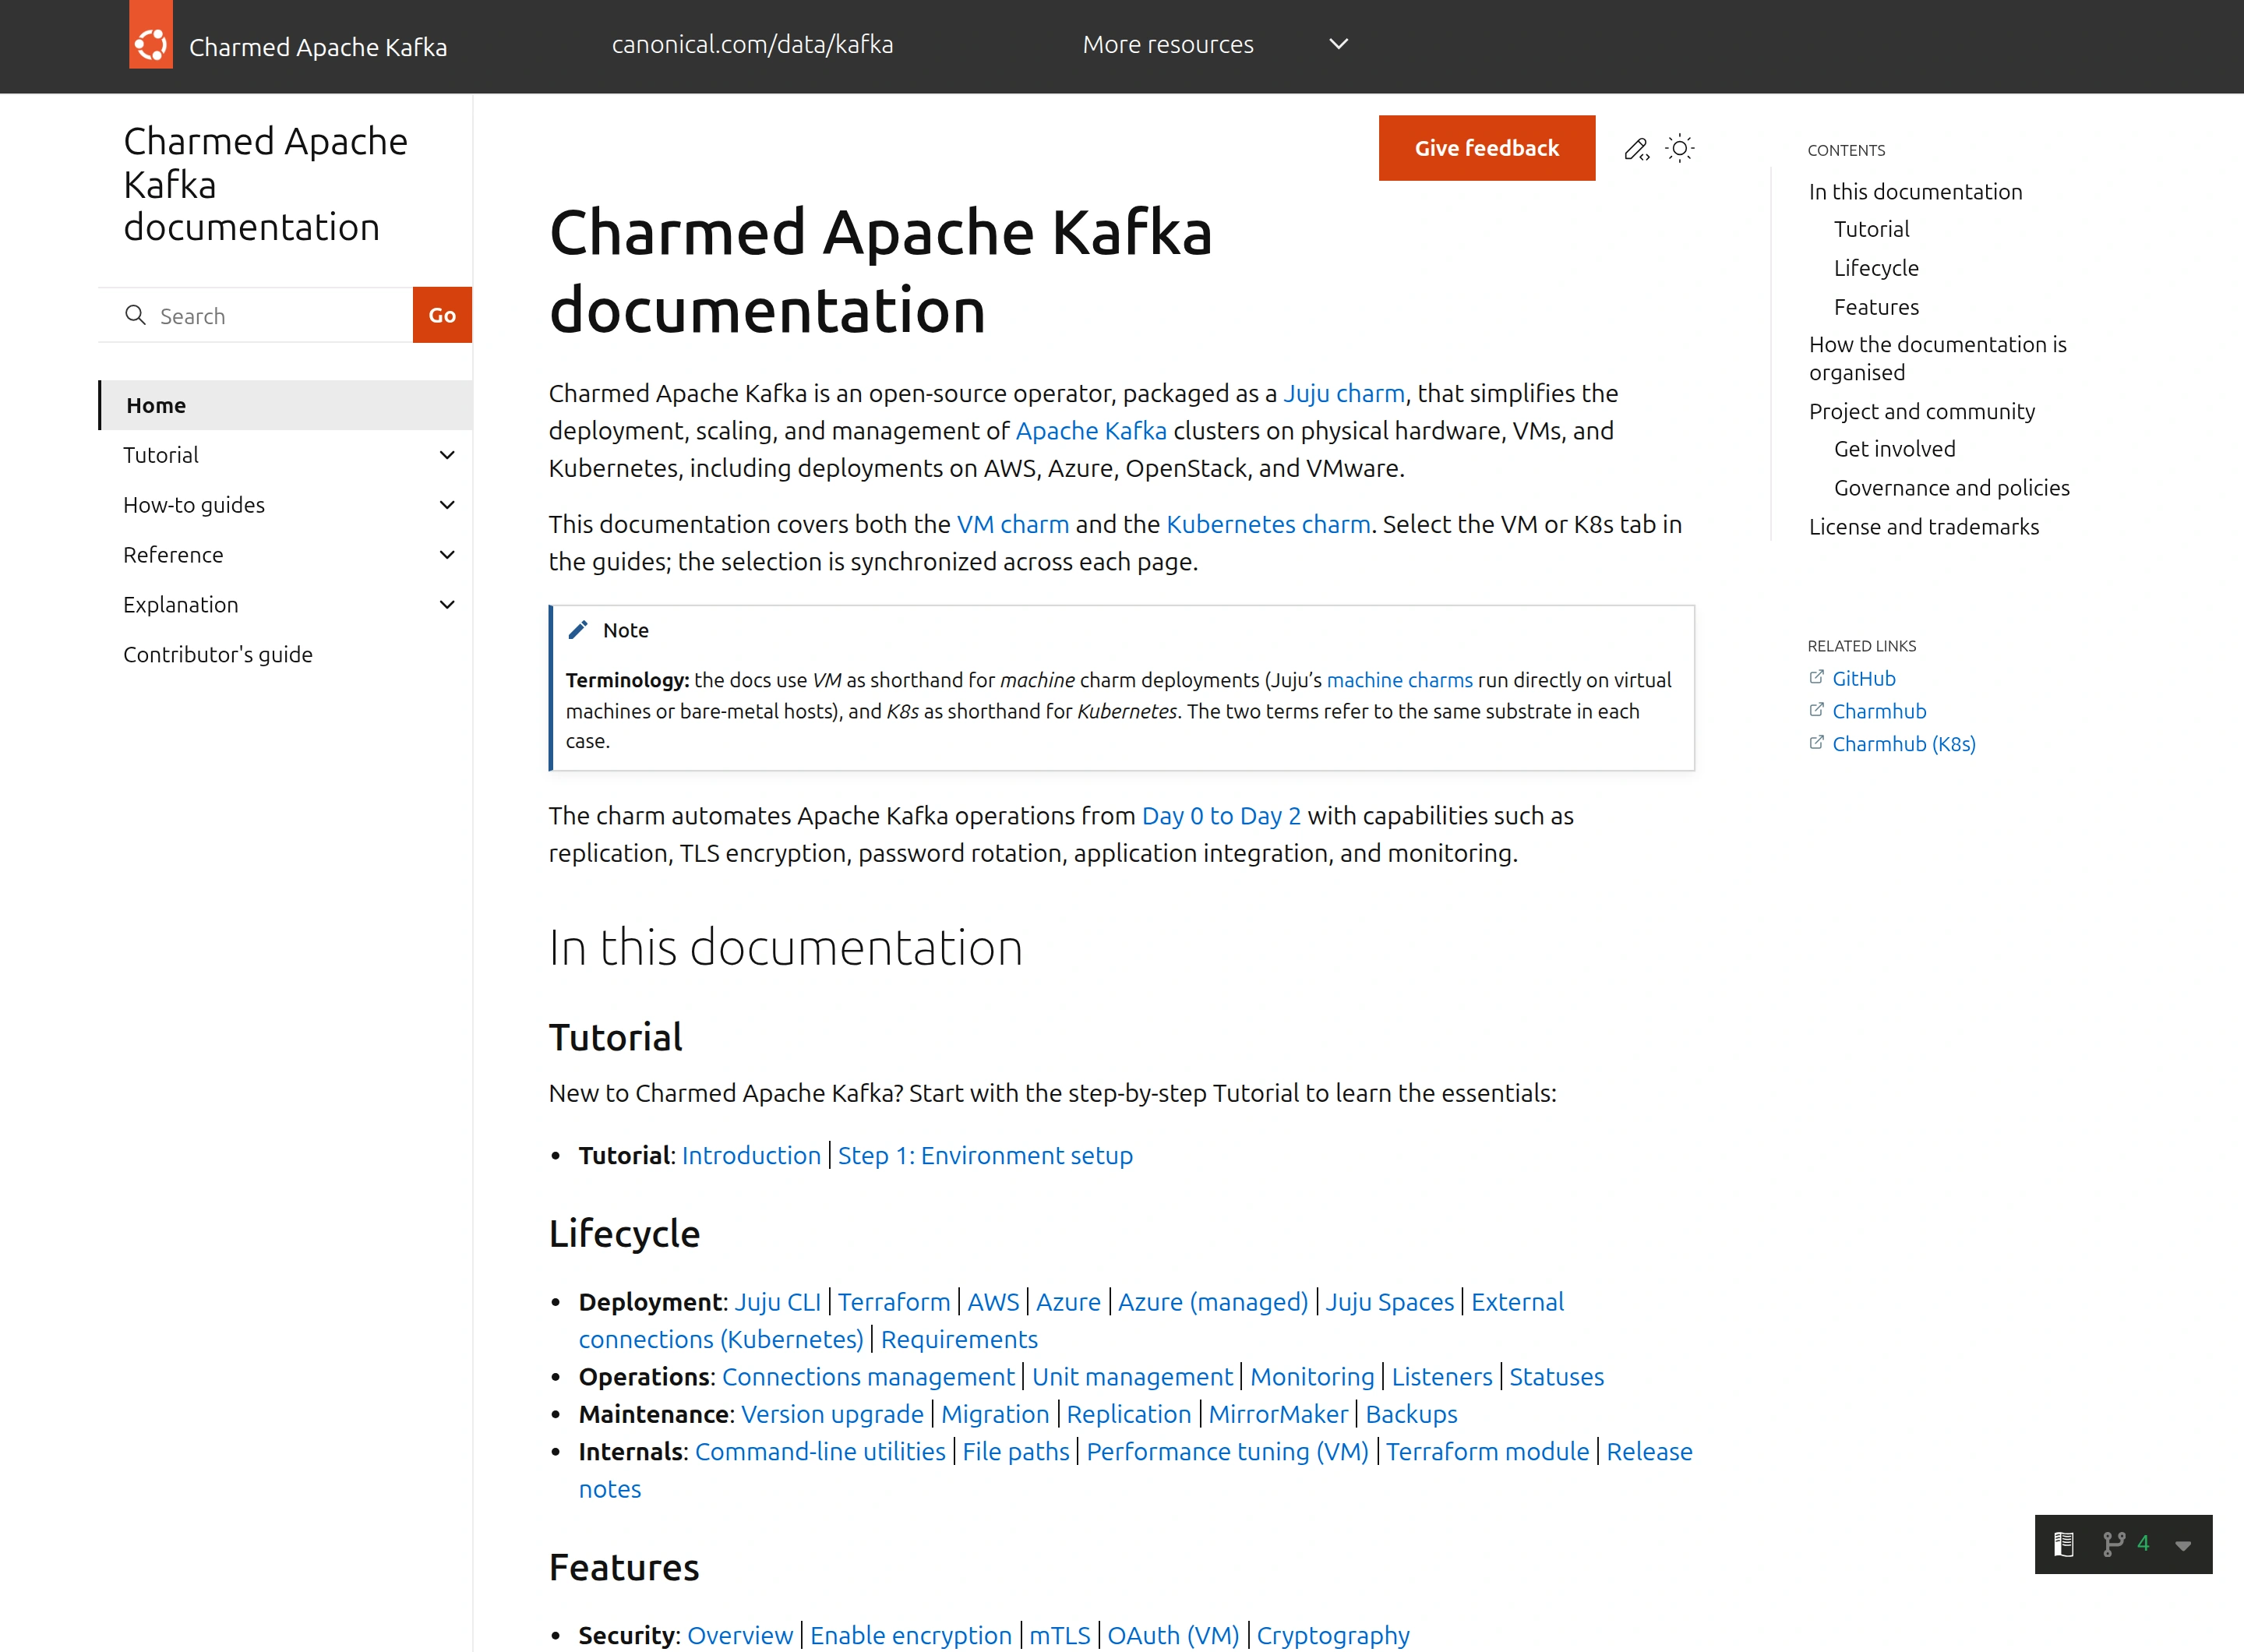 Charmed Apache Kafka
canonical.com/data/kafka
More resources
Charmed Apache
Kafka
documentation
Search
Go
Home
Tutorial
How-to guides
Reference
Explanation
Contributor's guide
Give feedback
Charmed Apache Kafka
documentation
Charmed Apache Kafka is an open-source operator, packaged as a Juju charm, that simplifies the
deployment, scaling, and management of Apache Kafka clusters on physical hardware, VMs, and
Kubernetes, including deployments on AWS, Azure, OpenStack, and VMware.
This documentation covers both the VM charm and the Kubernetes charm. Select the VM or K8s tab in
the guides; the selection is synchronized across each page.
Note
Terminology: the docs use VM as shorthand for machine charm deployments (Juju’s machine charms run directly on virtual
machines or bare-metal hosts), and K8s as shorthand for Kubernetes. The two terms refer to the same substrate in each
case.
The charm automates Apache Kafka operations from Day 0 to Day 2 with capabilities such as
replication, TLS encryption, password rotation, application integration, and monitoring.
In this documentation
Tutorial
New to Charmed Apache Kafka? Start with the step-by-step Tutorial to learn the essentials:
• Tutorial: Introduction | Step 1: Environment setup
Lifecycle
• Deployment: Juju CLI | Terraform | AWS | Azure | Azure (managed) | Juju Spaces | External
connections (Kubernetes) | Requirements
• Operations: Connections management | Unit management | Monitoring | Listeners | Statuses
• Maintenance: Version upgrade | Migration | Replication | MirrorMaker | Backups
• Internals: Command-line utilities | File paths | Performance tuning (VM) | Terraform module | Release
notes
Features
• Security: Overview | Enable encryption | mTLS | OAuth (VM) | Cryptography
CONTENTS
In this documentation
Tutorial
Lifecycle
Features
How the documentation is
organised
Project and community
Get involved
Governance and policies
License and trademarks
RELATED LINKS
GitHub
Charmhub
Charmhub (K8s)
4